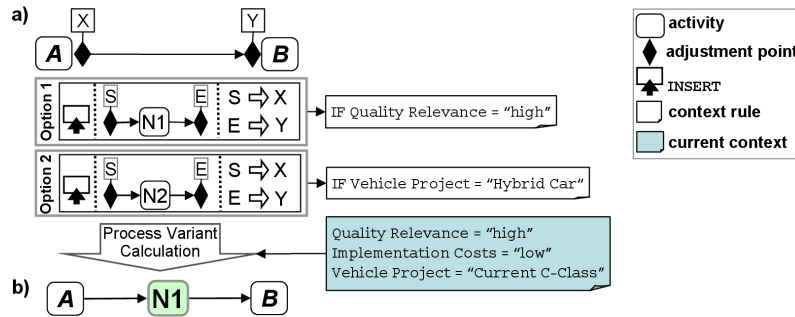 a)
X Y
A B
Option 1
S E
N1
S ⇨ X
E ⇨ Y
IF Quality Relevance = “high”
Option 2
S E
N2
S ⇨ X
E ⇨ Y
IF Vehicle Project = “Hybrid Car”
Process Variant
Calculation
Quality Relevance = “high”
Implementation Costs = “low”
Vehicle Project = “Current C-Class”
b)
A N1 B
activity
adjustment point
INSERT
context rule
current context